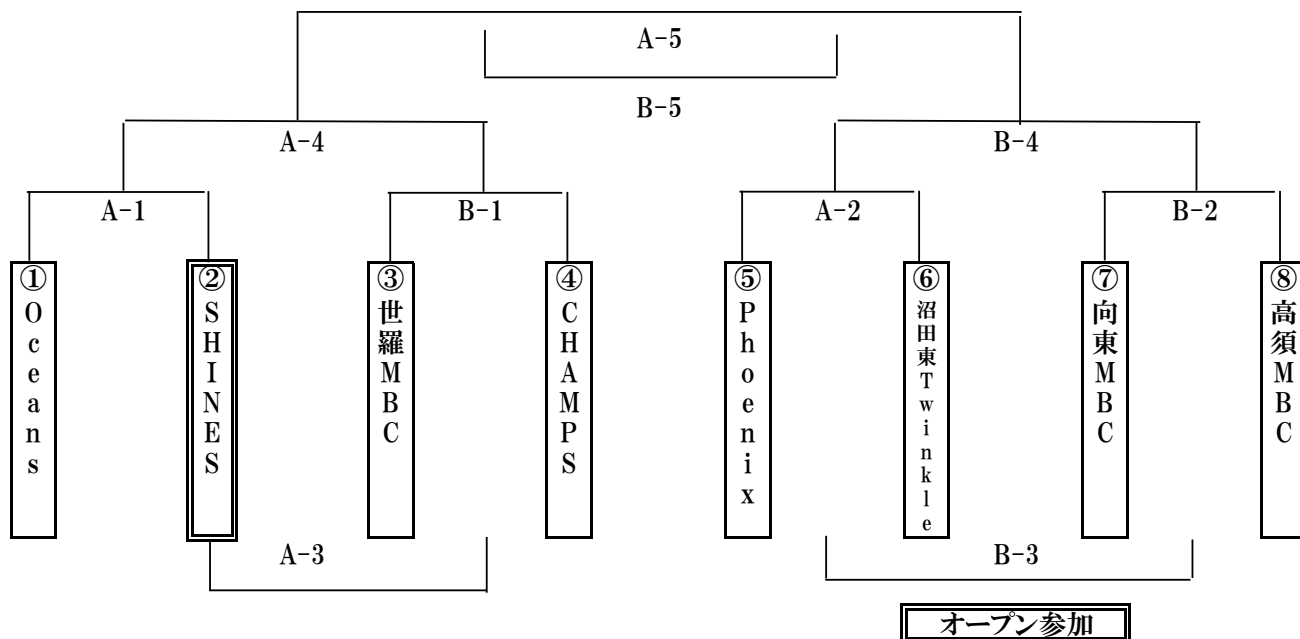 A-5
B-5
A-4
B-4
A-1
B-1
A-2
B-2
①Oceans
②SHINES
③世羅MBC
④CHAMPS
⑤Phoenix
⑥沼田東Twinkle
⑦向東MBC
⑧高須MBC
A-3
B-3
オープン参加